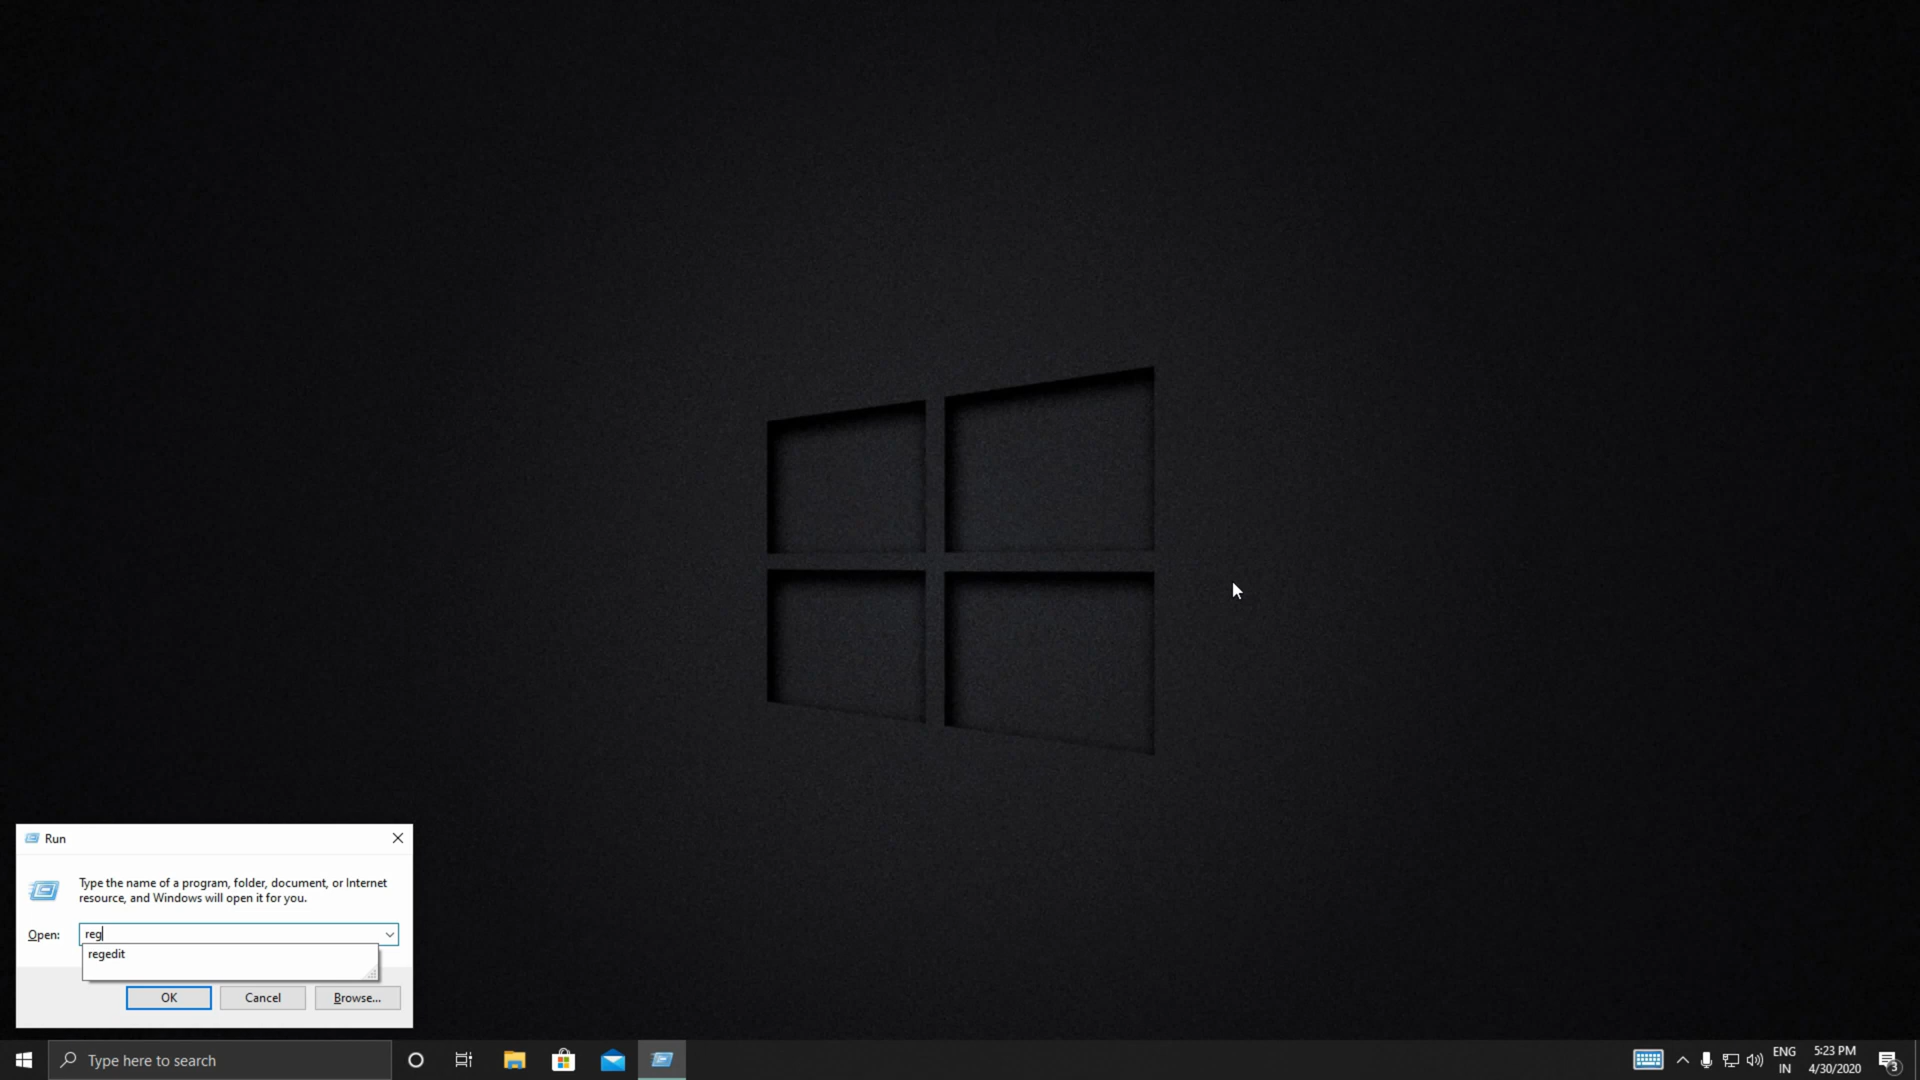 Run
Type the name of a program, folder, document, or Internet
resource, and Windows will open it for you.
Open: reg
regedit
OK Cancel Browse...
Type here to search
ENG
IN
5:23 PM
4/30/2020
3